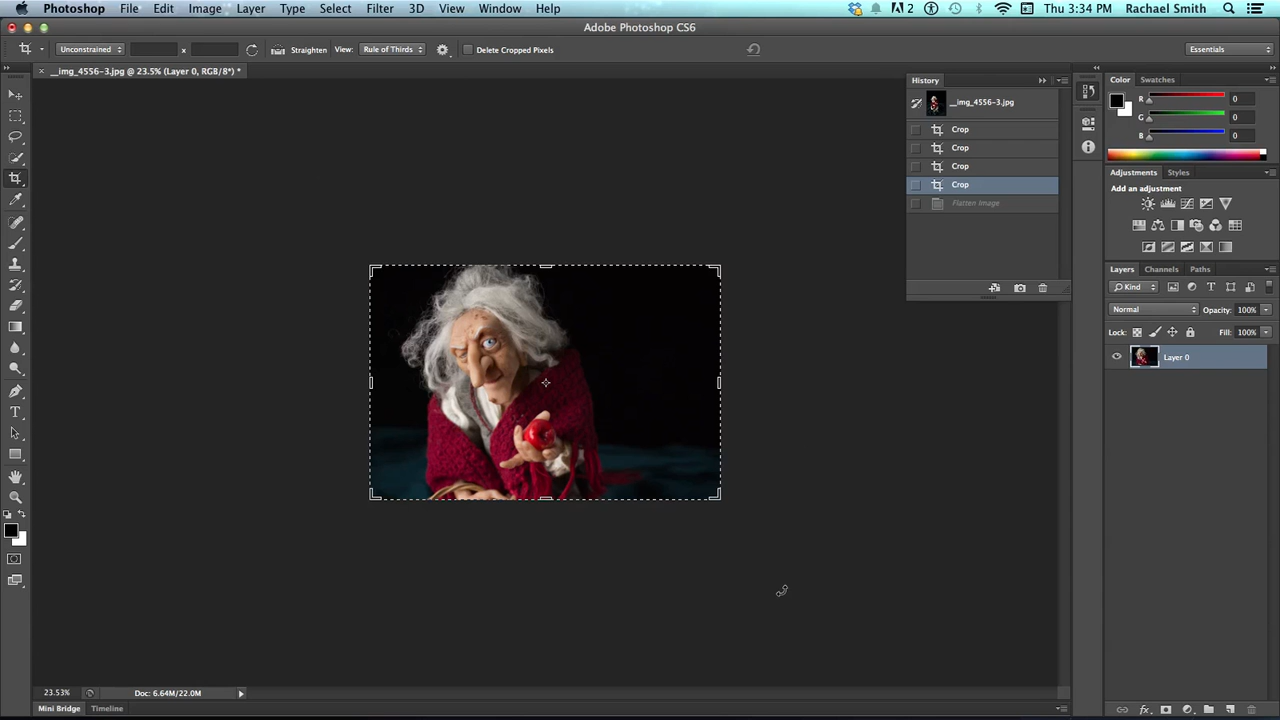 Photoshop File Edit Image Layer Type Select Filter 3D View Window Help 2 Thu 3:34 PM Rachael Smith
Adobe Photoshop CS6
Unconstrained x Straighten View: Rule of Thirds Delete Cropped Pixels Essentials
__img_4556-3.jpg @ 23.5% (Layer 0, RGB/8*) *
History
__img_4556-3.jpg
Crop
Crop
Crop
Crop
Flatten Image
Color Swatches
R 0
G 0
B 0
Adjustments Styles
Add an adjustment
Layers Channels Paths
Kind
Normal Opacity: 100%
Lock: Fill: 100%
Layer 0
23.53% Doc: 6.64M/22.0M
Mini Bridge Timeline